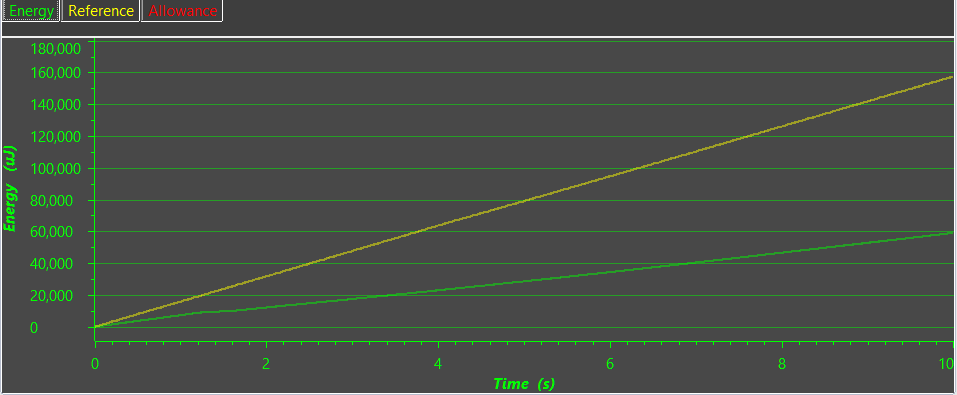 Energy Reference Allowance
180,000
160,000
140,000
120,000
100,000
80,000
60,000
40,000
20,000
0
Energy (uJ)
0 2 4 6 8 10
Time (s)